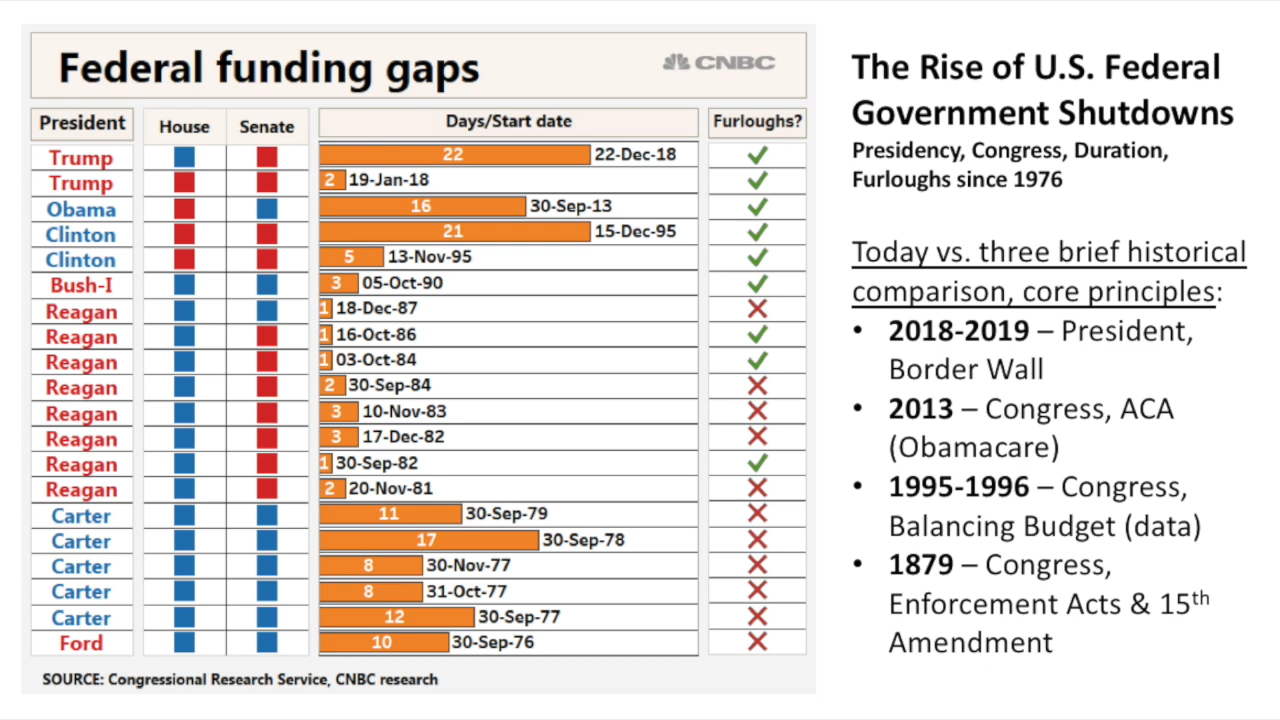 Federal funding gaps
CNBC
President House Senate Days/Start date Furloughs?
Trump 22 22-Dec-18 ✓
Trump 2 19-Jan-18 ✓
Obama 16 30-Sep-13 ✓
Clinton 21 15-Dec-95 ✓
Clinton 5 13-Nov-95 ✓
Bush-I 3 05-Oct-90 ✓
Reagan 1 18-Dec-87 ✗
Reagan 1 16-Oct-86 ✓
Reagan 1 03-Oct-84 ✓
Reagan 2 30-Sep-84 ✗
Reagan 3 10-Nov-83 ✗
Reagan 3 17-Dec-82 ✗
Reagan 1 30-Sep-82 ✓
Reagan 2 20-Nov-81 ✗
Carter 11 30-Sep-79 ✗
Carter 17 30-Sep-78 ✗
Carter 8 30-Nov-77 ✗
Carter 8 31-Oct-77 ✗
Carter 12 30-Sep-77 ✗
Ford 10 30-Sep-76 ✗
SOURCE: Congressional Research Service, CNBC research
The Rise of U.S. Federal
Government Shutdowns
Presidency, Congress, Duration,
Furloughs since 1976
Today vs. three brief historical
comparison, core principles:
• 2018-2019 – President,
Border Wall
• 2013 – Congress, ACA
(Obamacare)
• 1995-1996 – Congress,
Balancing Budget (data)
• 1879 – Congress,
Enforcement Acts & 15th
Amendment